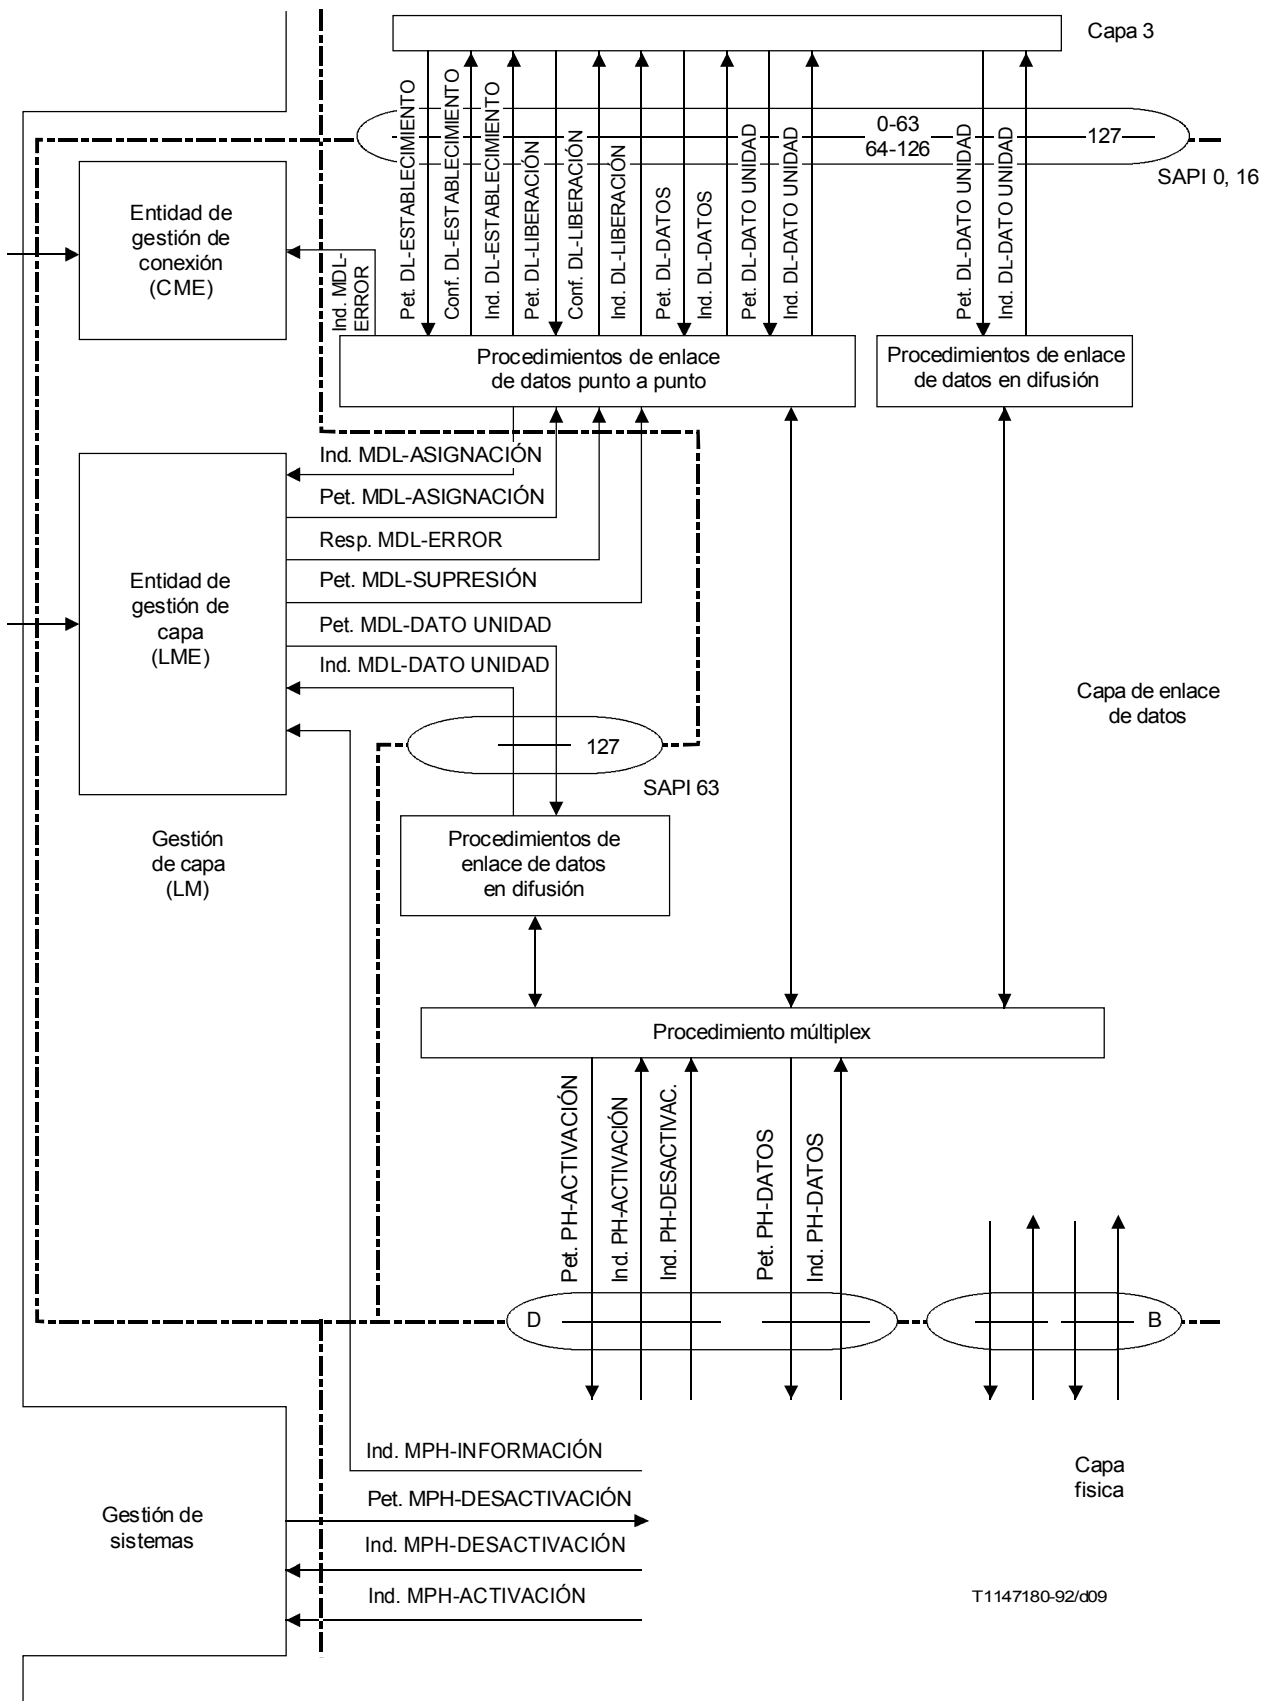 Capa 3
Pet. DL-ESTABLECIMIENTO
Conf. DL-ESTABLECIMIENTO
Ind. DL-ESTABLECIMIENTO
Pet. DL-LIBERACIÓN
Conf. DL-LIBERACIÓN
Ind. DL-LIBERACIÓN
Pet. DL-DATOS
Ind. DL-DATOS
Pet. DL-DATO UNIDAD
Ind. DL-DATO UNIDAD
Pet. DL-DATO UNIDAD
Ind. DL-DATO UNIDAD
0-63
64-126
127
SAPI 0, 16
Entidad de
gestión de
conexión
(CME)
Ind. MDL-
ERROR
Procedimientos de enlace
de datos punto a punto
Procedimientos de enlace
de datos en difusión
Ind. MDL-ASIGNACIÓN
Pet. MDL-ASIGNACIÓN
Resp. MDL-ERROR
Pet. MDL-SUPRESIÓN
Pet. MDL-DATO UNIDAD
Ind. MDL-DATO UNIDAD
Entidad de
gestión de
capa
(LME)
Capa de enlace
de datos
127
SAPI 63
Gestión
de capa
(LM)
Procedimientos de
enlace de datos
en difusión
Procedimiento múltiplex
Pet. PH-ACTIVACIÓN
Ind. PH-ACTIVACIÓN
Ind. PH-DESACTIVAC.
Pet. PH-DATOS
Ind. PH-DATOS
D
B
Ind. MPH-INFORMACIÓN
Pet. MPH-DESACTIVACIÓN
Ind. MPH-DESACTIVACIÓN
Ind. MPH-ACTIVACIÓN
Gestión de
sistemas
Capa
fisica
T1147180-92/d09